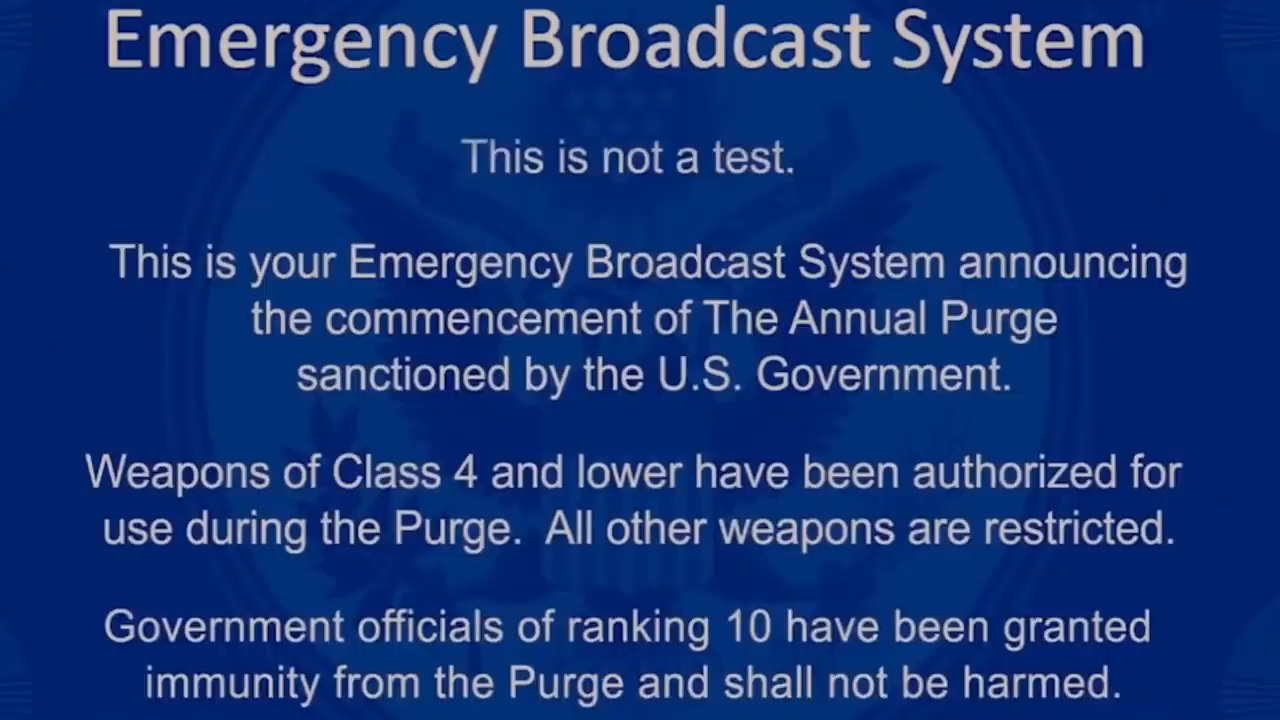 Emergency Broadcast System
This is not a test.
This is your Emergency Broadcast System announcing
the commencement of The Annual Purge
sanctioned by the U.S. Government.
Weapons of Class 4 and lower have been authorized for
use during the Purge.  All other weapons are restricted.
Government officials of ranking 10 have been granted
immunity from the Purge and shall not be harmed.